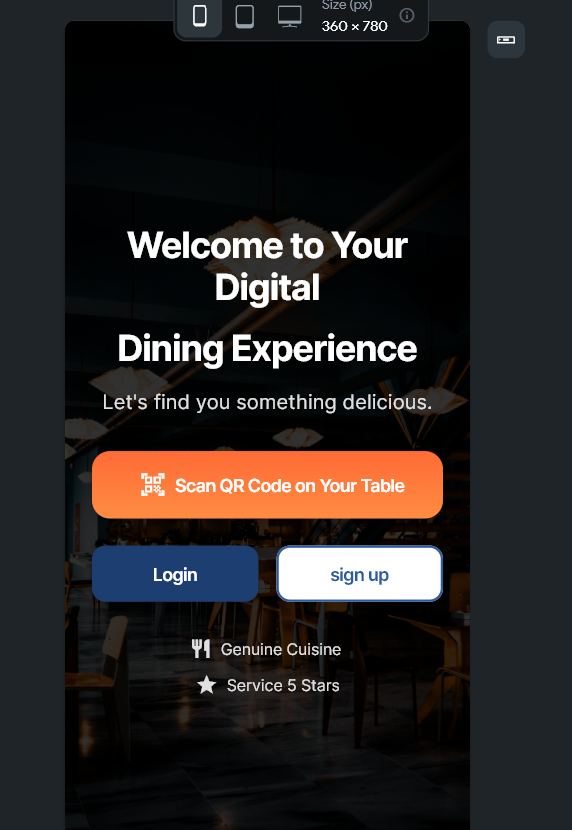 Size (px)
360 × 780
Welcome to Your
Digital
Dining Experience
Let's find you something delicious.
Scan QR Code on Your Table
Login
sign up
Genuine Cuisine
Service 5 Stars